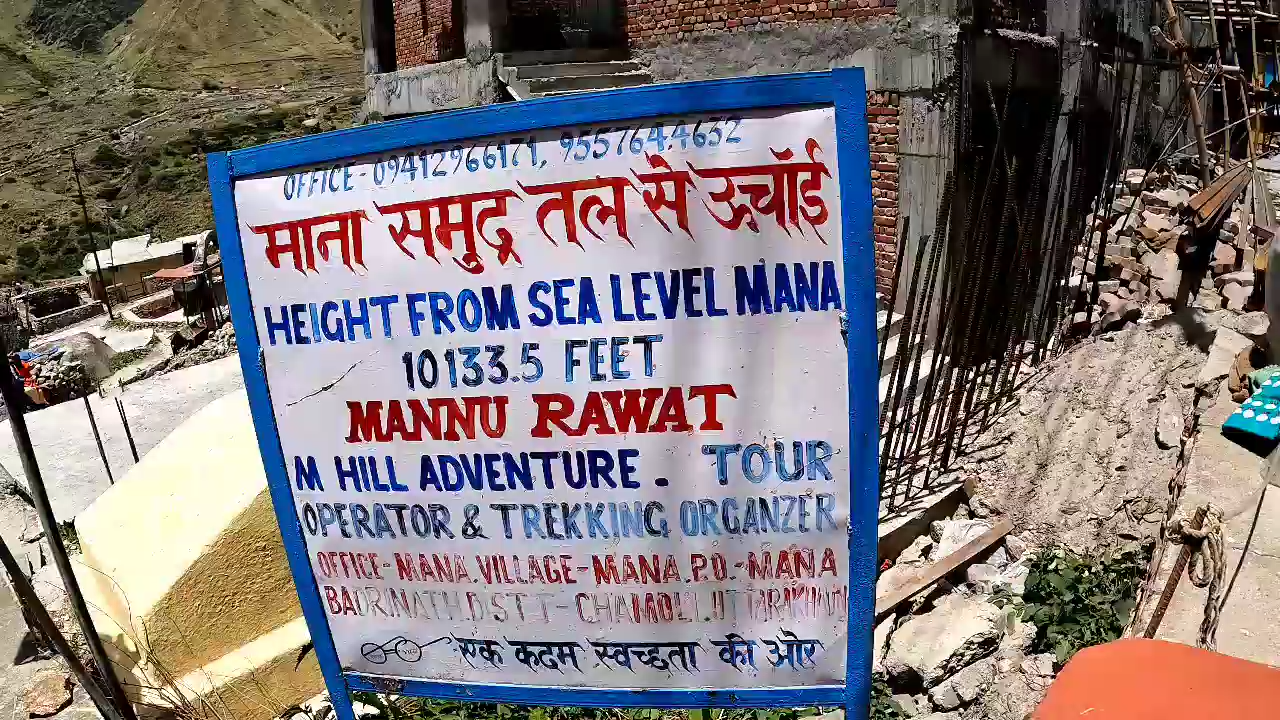 OFFICE-09412966171, 9557644632
माना समुद्र तल से ऊचाँई
HEIGHT FROM SEA LEVEL MANA
10133.5 FEET
MANNU RAWAT
M HILL ADVENTURE. TOUR
OPERATOR & TREKKING ORGANZER
OFFICE-MANA.VILLAGE-MANA.P.O.-MANA
BADRINATH.DISTT-CHAMOLI.UTTARAKHAN
एक कदम स्वच्छता की ओर